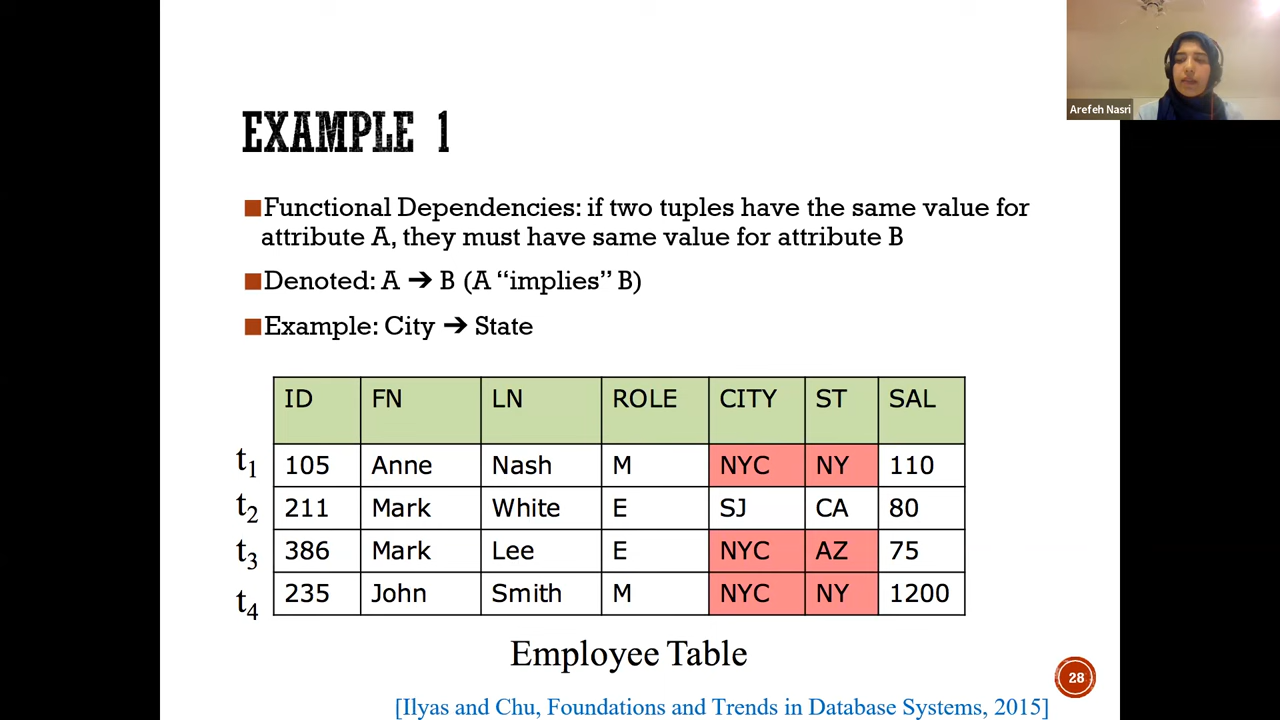 Arefeh Nasri
EXAMPLE 1
Functional Dependencies: if two tuples have the same value for
attribute A, they must have same value for attribute B
Denoted: A ➔ B (A “implies” B)
Example: City ➔ State
ID FN LN ROLE CITY ST SAL
t1 105 Anne Nash M NYC NY 110
t2 211 Mark White E SJ CA 80
t3 386 Mark Lee E NYC AZ 75
t4 235 John Smith M NYC NY 1200
Employee Table
28
[Ilyas and Chu, Foundations and Trends in Database Systems, 2015]